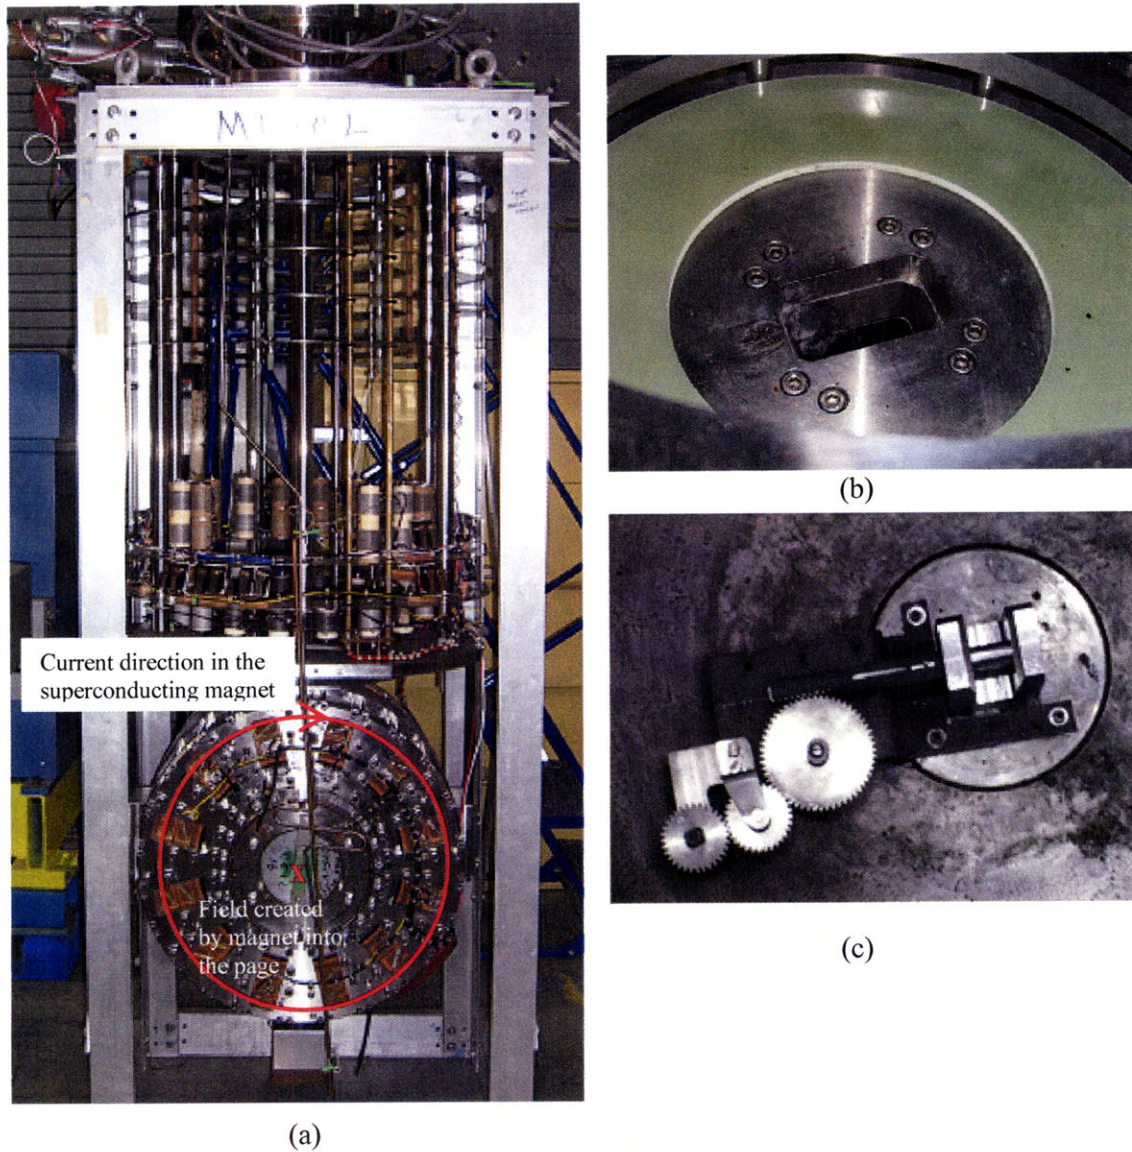 Current direction in the
superconducting magnet
X
Field created
by magnet into
the page
(a)
(b)
(c)